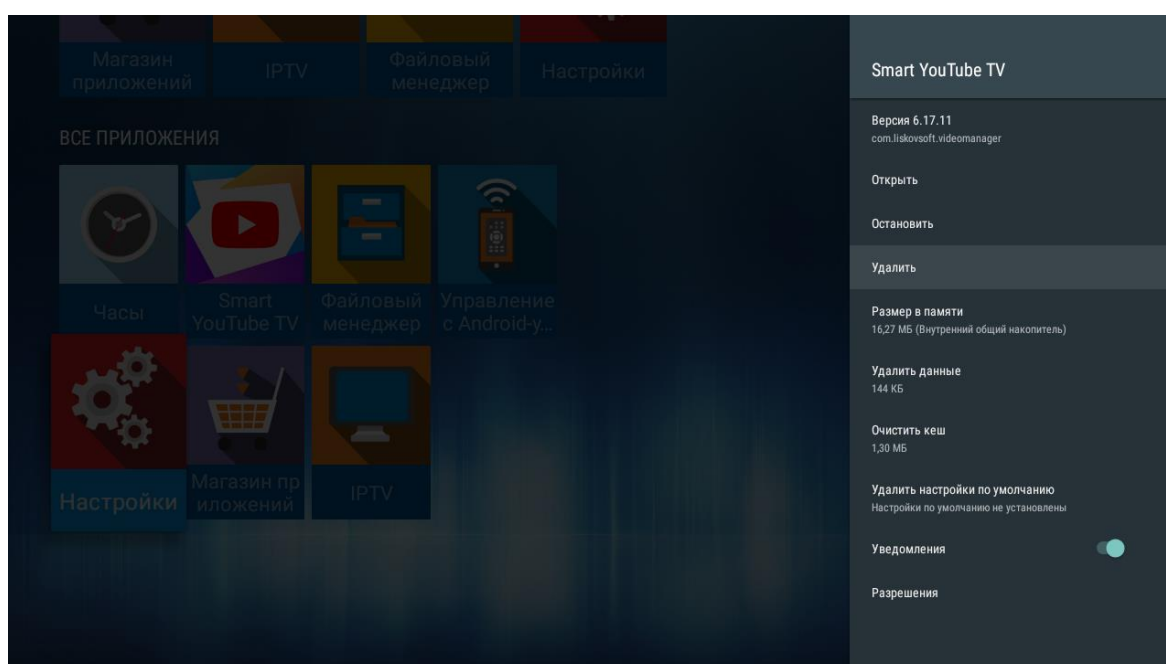 Магазин
приложений
IPTV
Файловый
менеджер
Настройки
ВСЕ ПРИЛОЖЕНИЯ
Часы
Smart
YouTube TV
Файловый
менеджер
Управление
с Android-у...
Настройки
Магазин пр
иложений
IPTV
Smart YouTube TV
Версия 6.17.11
com.liskovsoft.videomanager
Открыть
Остановить
Удалить
Размер в памяти
16,27 МБ (Внутренний общий накопитель)
Удалить данные
144 КБ
Очистить кеш
1,30 МБ
Удалить настройки по умолчанию
Настройки по умолчанию не установлены
Уведомления
Разрешения